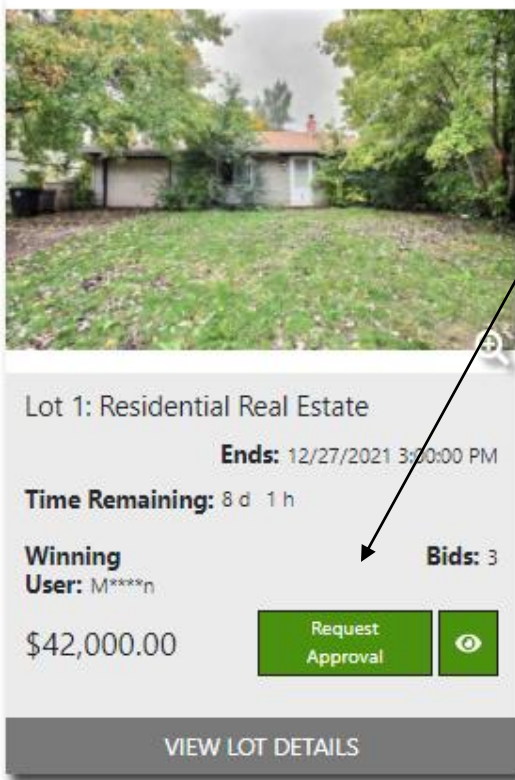 Lot 1: Residential Real Estate
Ends: 12/27/2021 3:00:00 PM
Time Remaining: 8 d 1 h
Winning
User: M****n
Bids: 3
$42,000.00
Request
Approval
VIEW LOT DETAILS